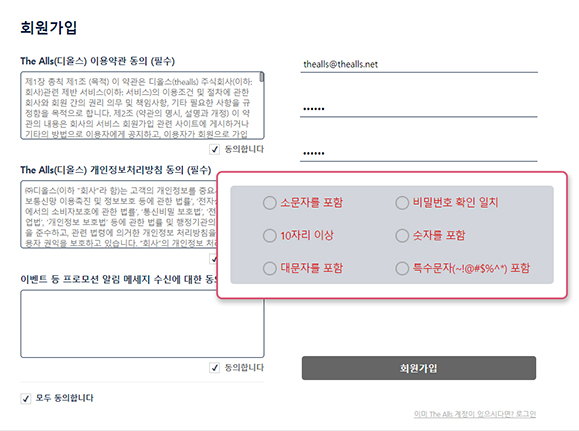 회원가입
The Alls(디올스) 이용약관 동의 (필수)
제1장 총칙 제1조 (목적) 이 약관은 디올스(thealls) 주식회사(이하:
회사)관련 제반 서비스(이하: 서비스)의 이용조건 및 절차에 관한
회사와 회원 간의 권리 의무 및 책임사항, 기타 필요한 사항을 규
정함을 목적으로 합니다. 제2조 (약관의 명시, 설명과 개정) 이 약
관의 내용은 회사의 서비스 회원가입 관련 사이트에 게시하거나
기타의 방법으로 이용자에게 공지하고, 이용자가 회원으로 가입
동의합니다
The Alls(디올스) 개인정보처리방침 동의 (필수)
㈜디올스(이하 "회사"라 함)는 고객의 개인정보를 중요시
보통신망 이용촉진 및 정보보호 등에 관한 법률', '전자
에서의 소비자보호에 관한 법률', '통신비밀 보호법', '전
업법', '개인정보 보호법' 등에 관한 법률 및 행정기관의
을 준수하고, 관련 법령에 의거한 개인정보 처리방침을
용자 권익을 보호하고 있습니다. "회사"의 개인정보 처리
이벤트 등 프로모션 알림 메세지 수신에 대한 동
동의합니다
모두 동의합니다
thealls@thealls.net
••••••
••••••
소문자를 포함
비밀번호 확인 일치
10자리 이상
숫자를 포함
대문자를 포함
특수문자(~!@#$%^*) 포함
회원가입
이미 The Alls 계정이 있으시다면? 로그인